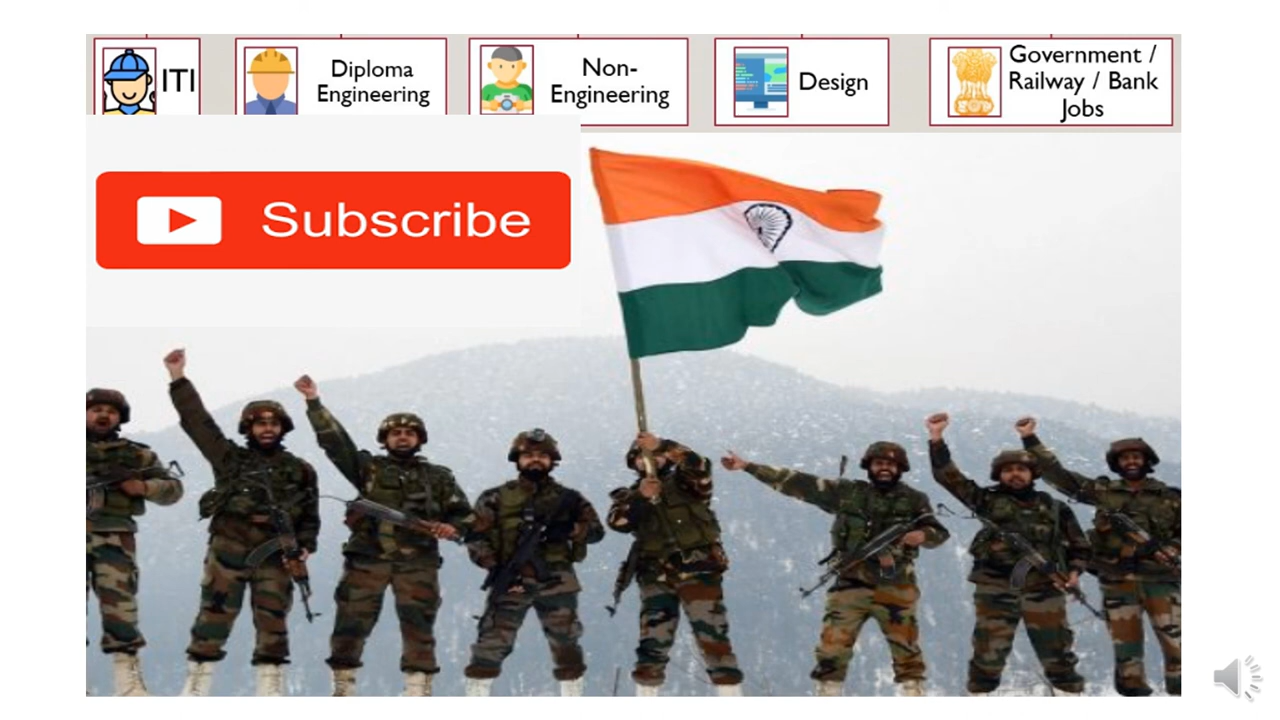 ITI
Diploma
Engineering
Non-
Engineering
Design
Government /
Railway / Bank
Jobs
Subscribe